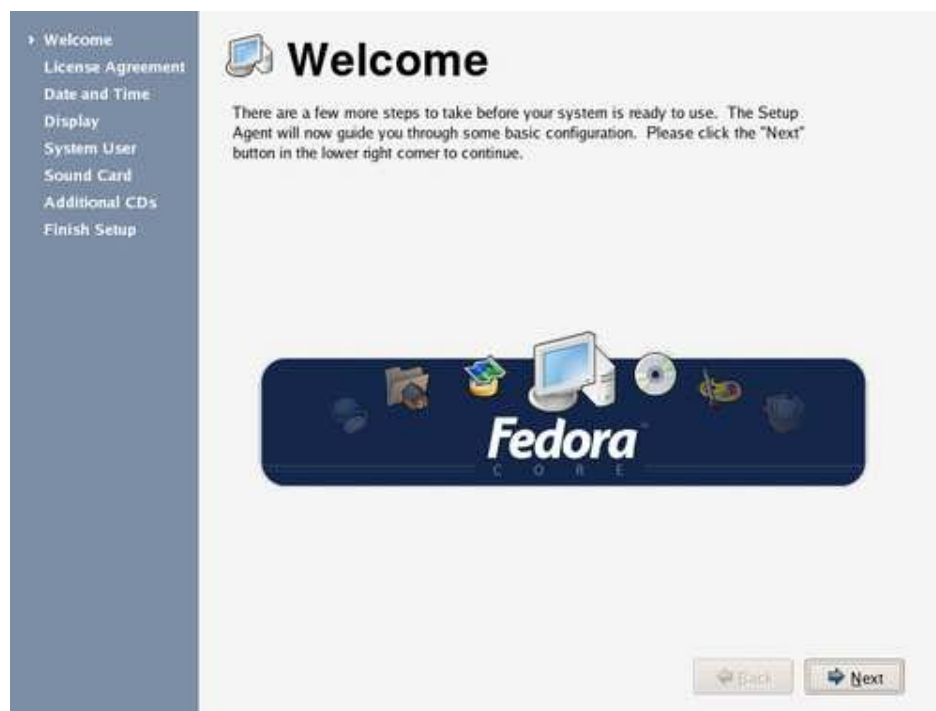 Welcome
License Agreement
Date and Time
Display
System User
Sound Card
Additional CDs
Finish Setup
Welcome
There are a few more steps to take before your system is ready to use. The Setup
Agent will now guide you through some basic configuration. Please click the "Next"
button in the lower right corner to continue.
Fedora
CORE
Back
Next